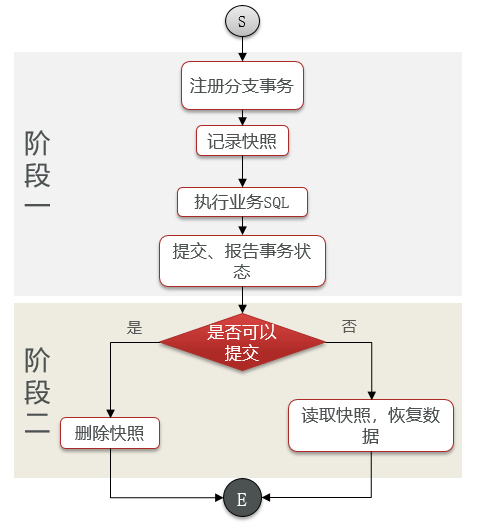 S
注册分支事务
记录快照
执行业务SQL
提交、报告事务状
态
阶
段
一
是否可以
提交
是
否
阶
段
二
删除快照
读取快照，恢复数
据
E